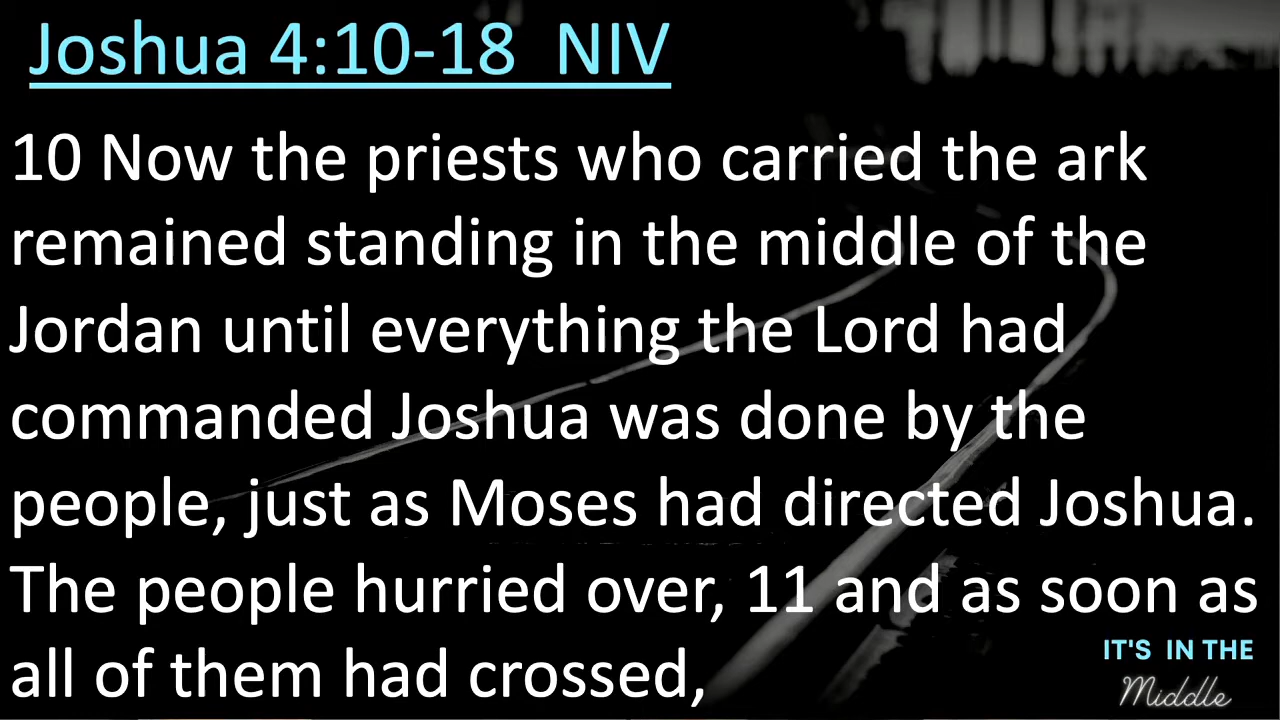 Joshua 4:10-18  NIV
10 Now the priests who carried the ark
remained standing in the middle of the
Jordan until everything the Lord had
commanded Joshua was done by the
people, just as Moses had directed Joshua.
The people hurried over, 11 and as soon as
all of them had crossed,
IT'S  IN THE
Middle